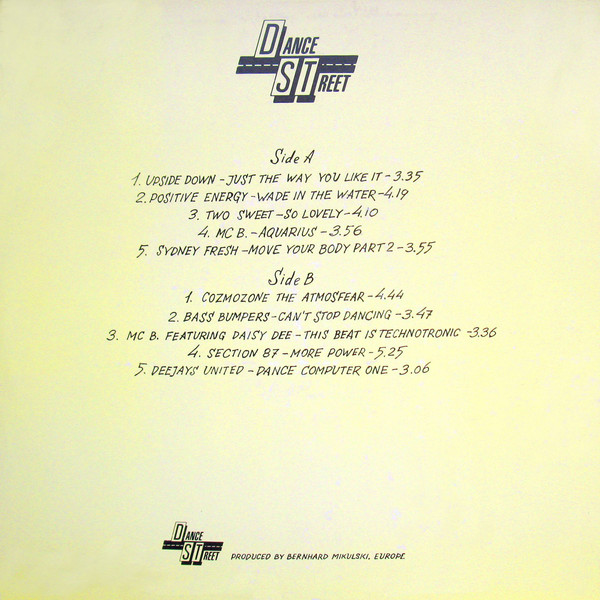 DANCE
STREET
Side A
1. UPSIDE DOWN - JUST THE WAY YOU LIKE IT - 3.35
2. POSITIVE ENERGY - WADE IN THE WATER - 4.19
3. TWO SWEET - SO LOVELY - 4.10
4. MC B. - AQUARIUS - 3.56
5. SYDNEY FRESH - MOVE YOUR BODY PART 2 - 3.55
Side B
1. COZMOZONE THE ATMOSFEAR - 4.44
2. BASS BUMPERS - CAN'T STOP DANCING - 3.47
3. MC B. FEATURING DAISY DEE - THIS BEAT IS TECHNOTRONIC - 3.36
4. SECTION 87 - MORE POWER - 5.25
5. DEEJAYS UNITED - DANCE COMPUTER ONE - 3.06
DANCE
STREET
PRODUCED BY BERNHARD MIKULSKI, EUROPE